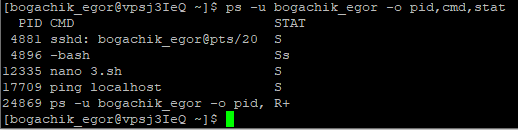 [bogachik_egor@vpsj3IeQ ~]$ ps -u bogachik_egor -o pid,cmd,stat
  PID CMD                         STAT
 4881 sshd: bogachik_egor@pts/20  S
 4896 -bash                       Ss
12335 nano 3.sh                   S
17709 ping localhost              S
24869 ps -u bogachik_egor -o pid, R+
[bogachik_egor@vpsj3IeQ ~]$